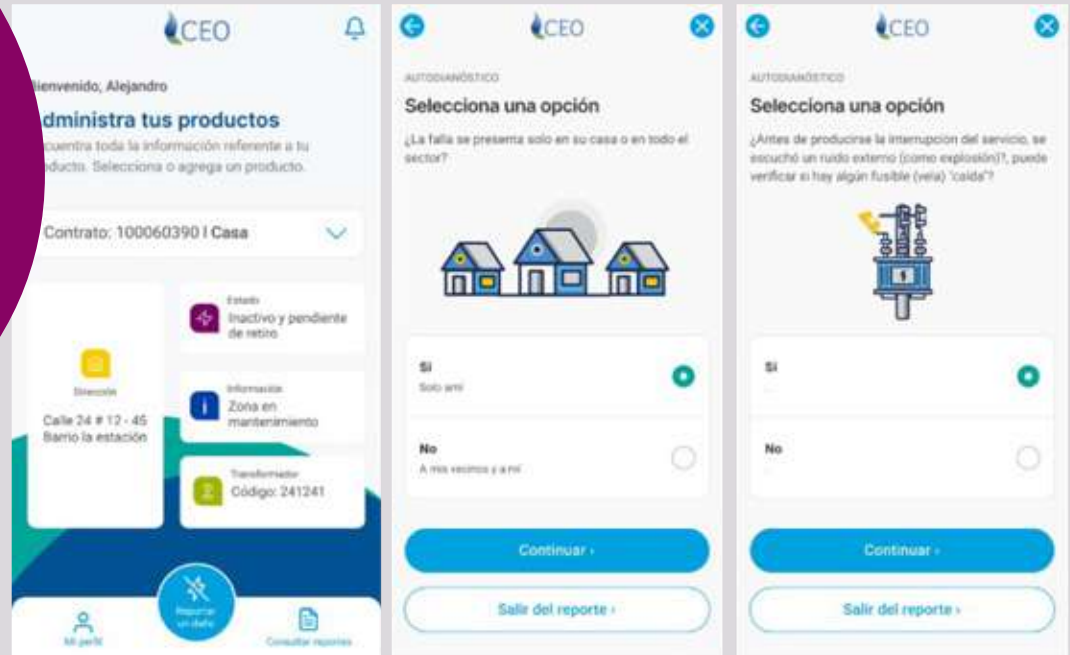 CEO
Bienvenido, Alejandro
dministra tus productos
cuentra toda la información referente a tu
oducto. Selecciona o agrega un producto.
Contrato: 100060390 I Casa
Dirección
Calle 24 # 12 - 45
Barrio la estación
Estado
Inactivo y pendiente
de retiro
Información
Zona en
mantenimiento
Transformador
Código: 241241
Mi perfil
Reportar
un daño
Consultar reportes
CEO
AUTODIANÓSTICO
Selecciona una opción
¿La falla se presenta solo en su casa o en todo el
sector?
Si
Solo amí
No
A mis vecinos y a mí
Continuar ›
Salir del reporte ›
CEO
AUTODIANÓSTICO
Selecciona una opción
¿Antes de producirse la interrupción del servicio, se
escuchó un ruido externo (como explosión)?, puede
verificar si hay algún fusible (vela) "caída"?
Si
No
Continuar ›
Salir del reporte ›